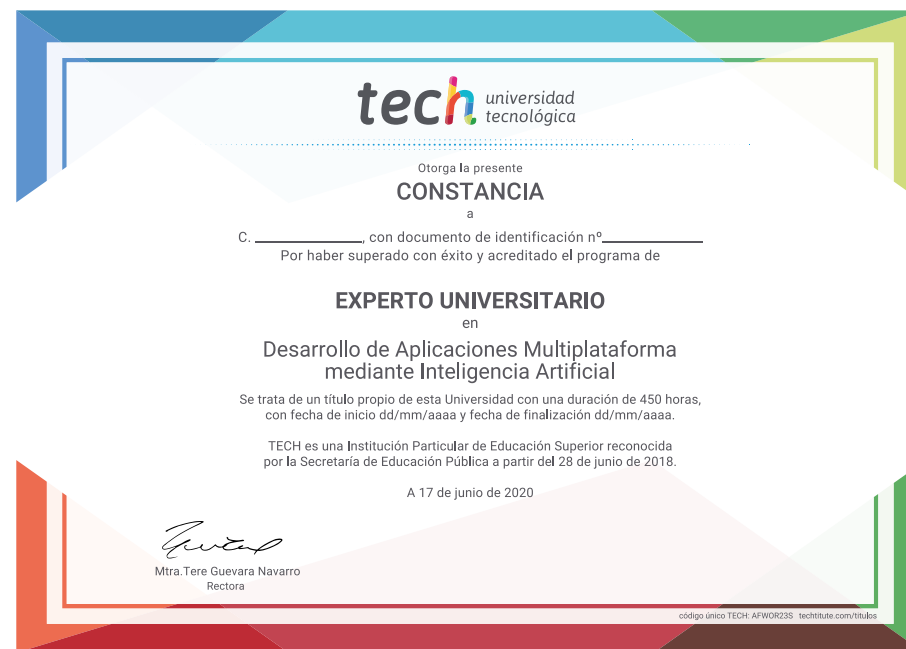 tech universidad
tecnológica
Otorga la presente
CONSTANCIA
a
C. ____________, con documento de identificación nº____________
Por haber superado con éxito y acreditado el programa de
EXPERTO UNIVERSITARIO
en
Desarrollo de Aplicaciones Multiplataforma
mediante Inteligencia Artificial
Se trata de un título propio de esta Universidad con una duración de 450 horas,
con fecha de inicio dd/mm/aaaa y fecha de finalización dd/mm/aaaa.
TECH es una Institución Particular de Educación Superior reconocida
por la Secretaría de Educación Pública a partir del 28 de junio de 2018.
A 17 de junio de 2020
Mtra.Tere Guevara Navarro
Rectora
código único TECH: AFWOR23S techtitute.com/titulos